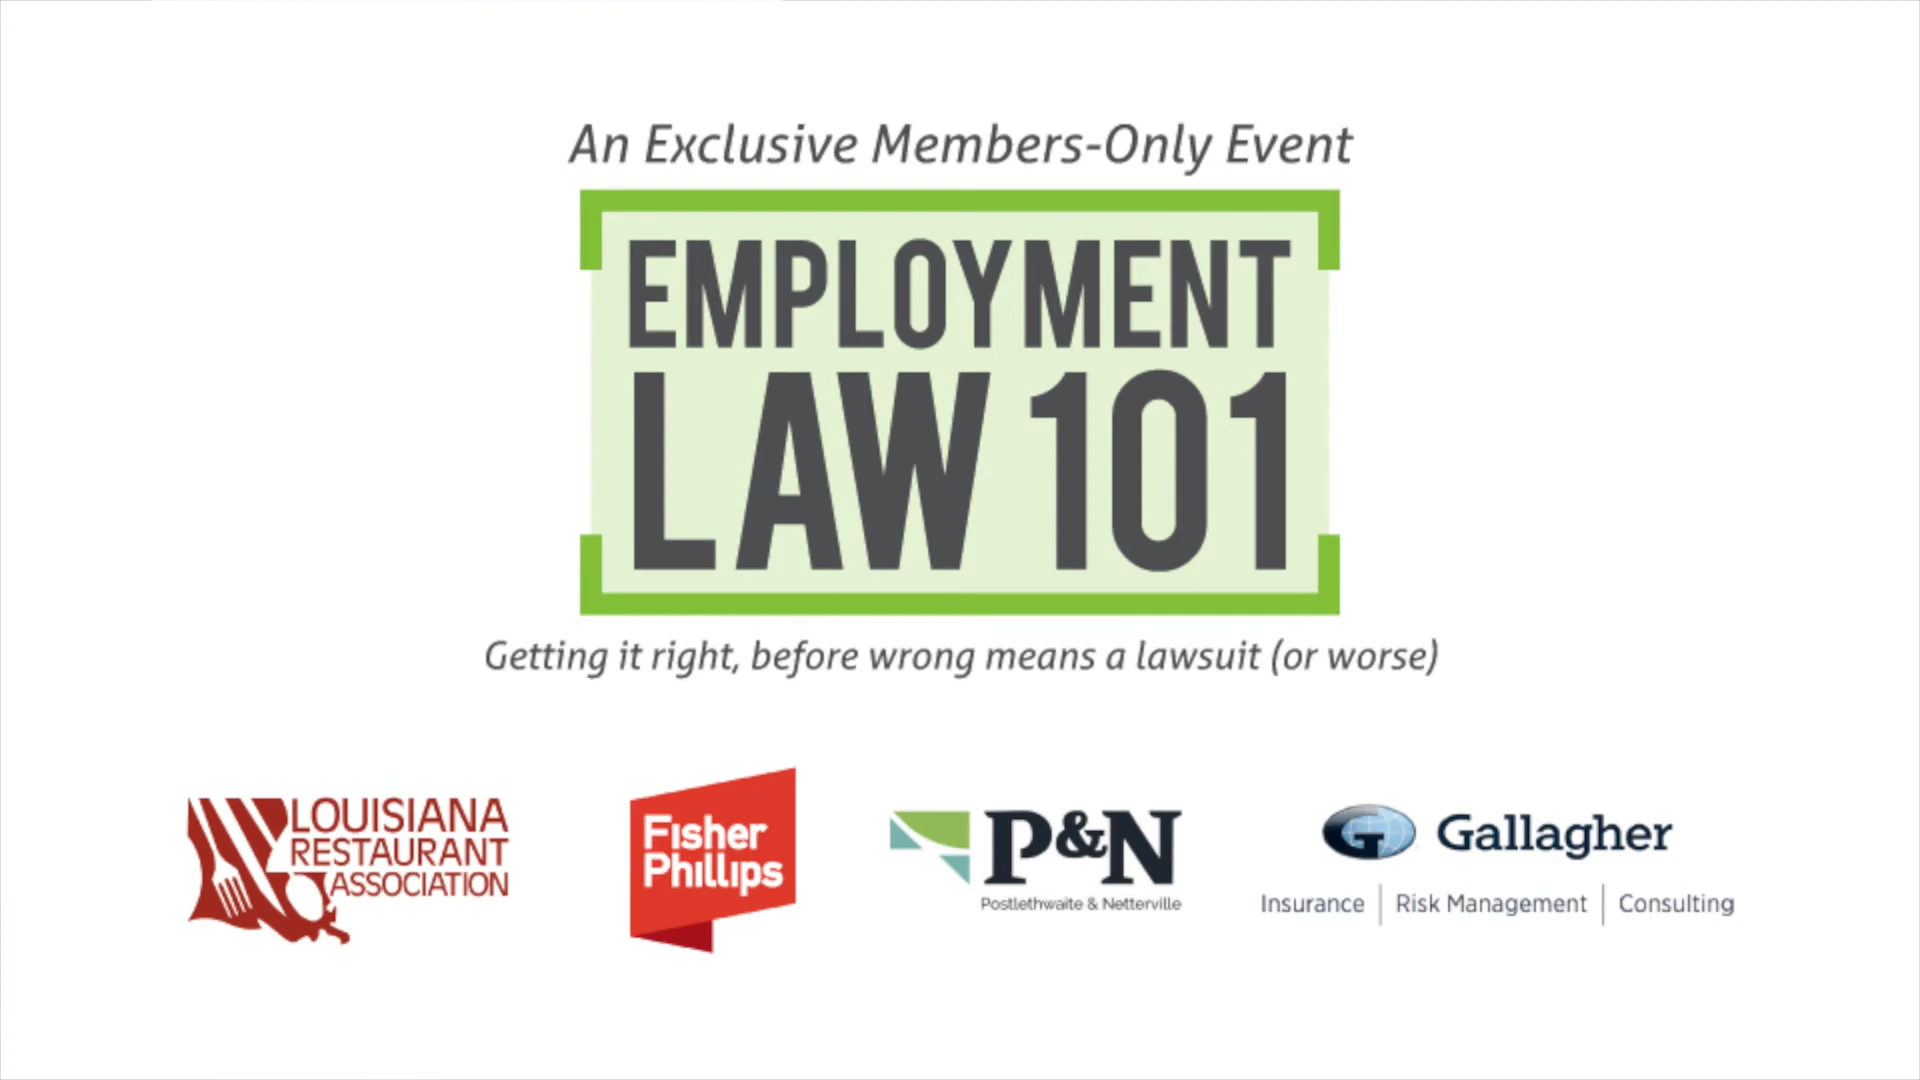 An Exclusive Members-Only Event
EMPLOYMENT
LAW 101
Getting it right, before wrong means a lawsuit (or worse)
LOUISIANA
RESTAURANT
ASSOCIATION
Fisher
Phillips
P&N
Postlethwaite & Netterville
G Gallagher
Insurance | Risk Management | Consulting